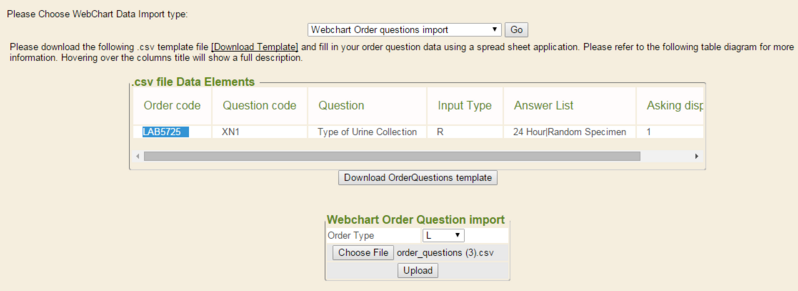 Please Choose WebChart Data Import type:
Webchart Order questions import Go
Please download the following .csv template file [Download Template] and fill in your order question data using a spread sheet application. Please refer to the following table diagram for more
information. Hovering over the columns title will show a full description.
.csv file Data Elements
Order code Question code Question Input Type Answer List Asking disp
LAB5725 XN1 Type of Urine Collection R 24 Hour|Random Specimen 1
Download OrderQuestions template
Webchart Order Question import
Order Type L
Choose File order_questions (3).csv
Upload